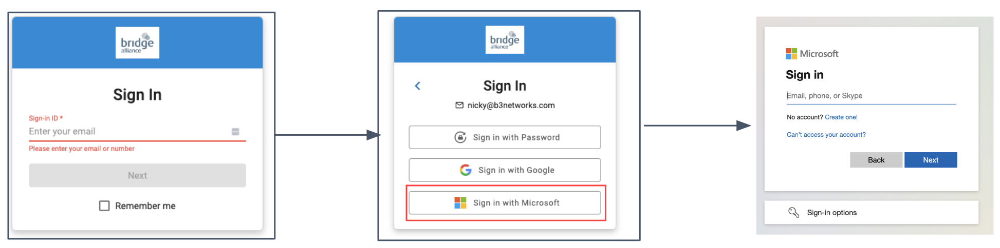 bridge
alliance
Sign In
Sign-in ID *
Enter your email
Please enter your email or number
Next
Remember me
bridge
alliance
Sign In
nicky@b3networks.com
Sign in with Password
Sign in with Google
Sign in with Microsoft
Microsoft
Sign in
Email, phone, or Skype
No account? Create one!
Can't access your account?
Back
Next
Sign-in options